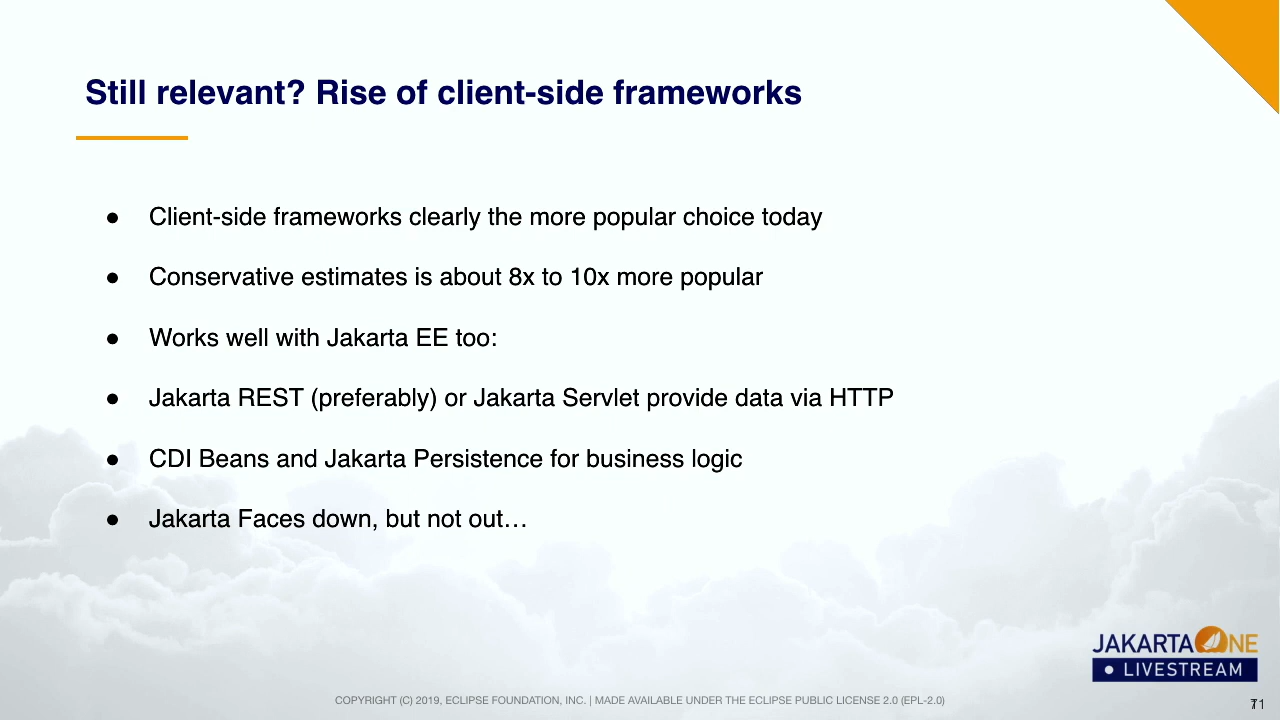 Still relevant? Rise of client-side frameworks
● Client-side frameworks clearly the more popular choice today
● Conservative estimates is about 8x to 10x more popular
● Works well with Jakarta EE too:
● Jakarta REST (preferably) or Jakarta Servlet provide data via HTTP
● CDI Beans and Jakarta Persistence for business logic
● Jakarta Faces down, but not out…
JAKARTA ONE
LIVESTREAM
COPYRIGHT (C) 2019, ECLIPSE FOUNDATION, INC. | MADE AVAILABLE UNDER THE ECLIPSE PUBLIC LICENSE 2.0 (EPL-2.0)